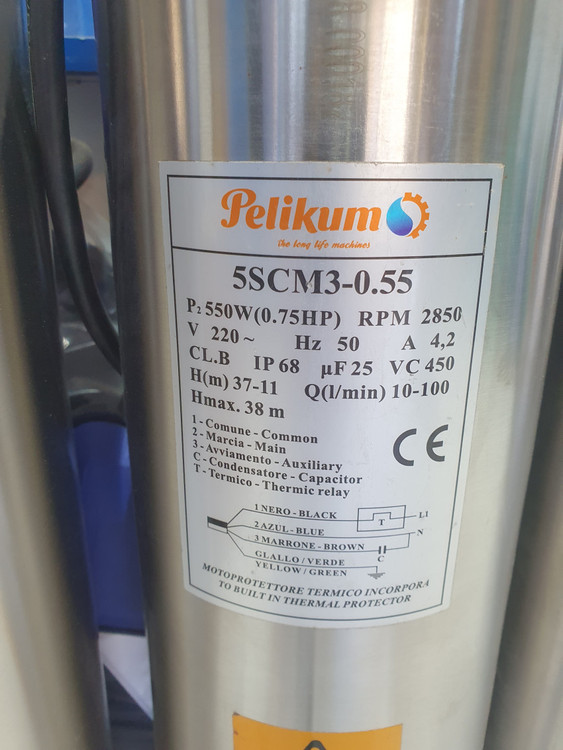 Pelikum
the long life machines
5SCM3-0.55
P2 550W(0.75HP) RPM 2850
V 220~ Hz 50 A 4,2
CL.B IP 68 µF 25 VC 450
H(m) 37-11 Q(l/min) 10-100
Hmax. 38 m
1 - Comune - Common
2 - Marcia - Main
3 - Avviamento - Auxiliary
C - Condensatore - Capacitor
T - Termico - Thermic relay
CE
1 NERO - BLACK T L1
2 AZUL - BLUE N
3 MARRONE - BROWN C
GLALLO / VERDE
YELLOW / GREEN
MOTOPROTETTORE TERMICO INCORPORA
TO BUILT IN THERMAL PROTECTOR